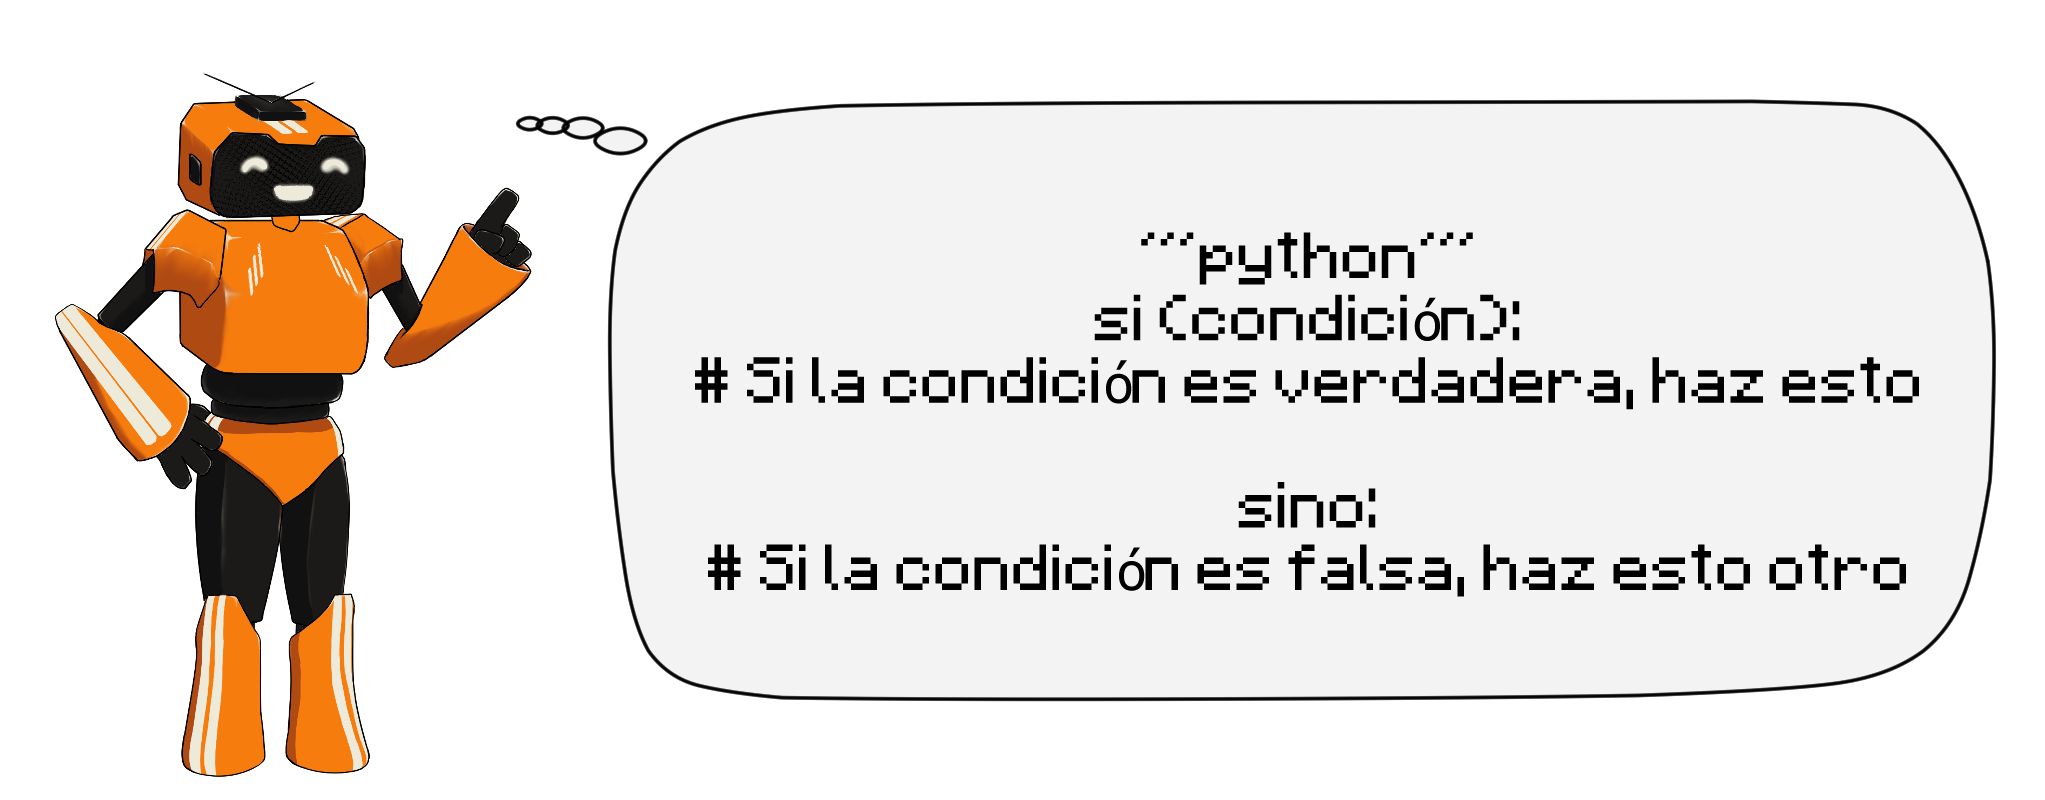 ´´´python´´´
si (condición):
# Si la condición es verdadera, haz esto
sino:
# Si la condición es falsa, haz esto otro